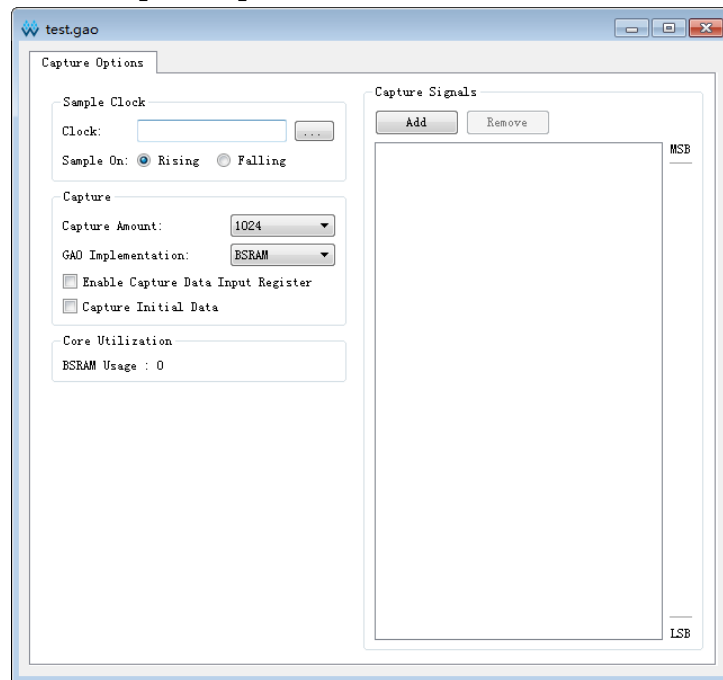 test.gao
Capture Options
Sample Clock
Clock:
...
Sample On: Rising Falling
Capture
Capture Amount: 1024
GAO Implementation: BSRAM
Enable Capture Data Input Register
Capture Initial Data
Core Utilization
BSRAM Usage : 0
Capture Signals
Add Remove
MSB
LSB